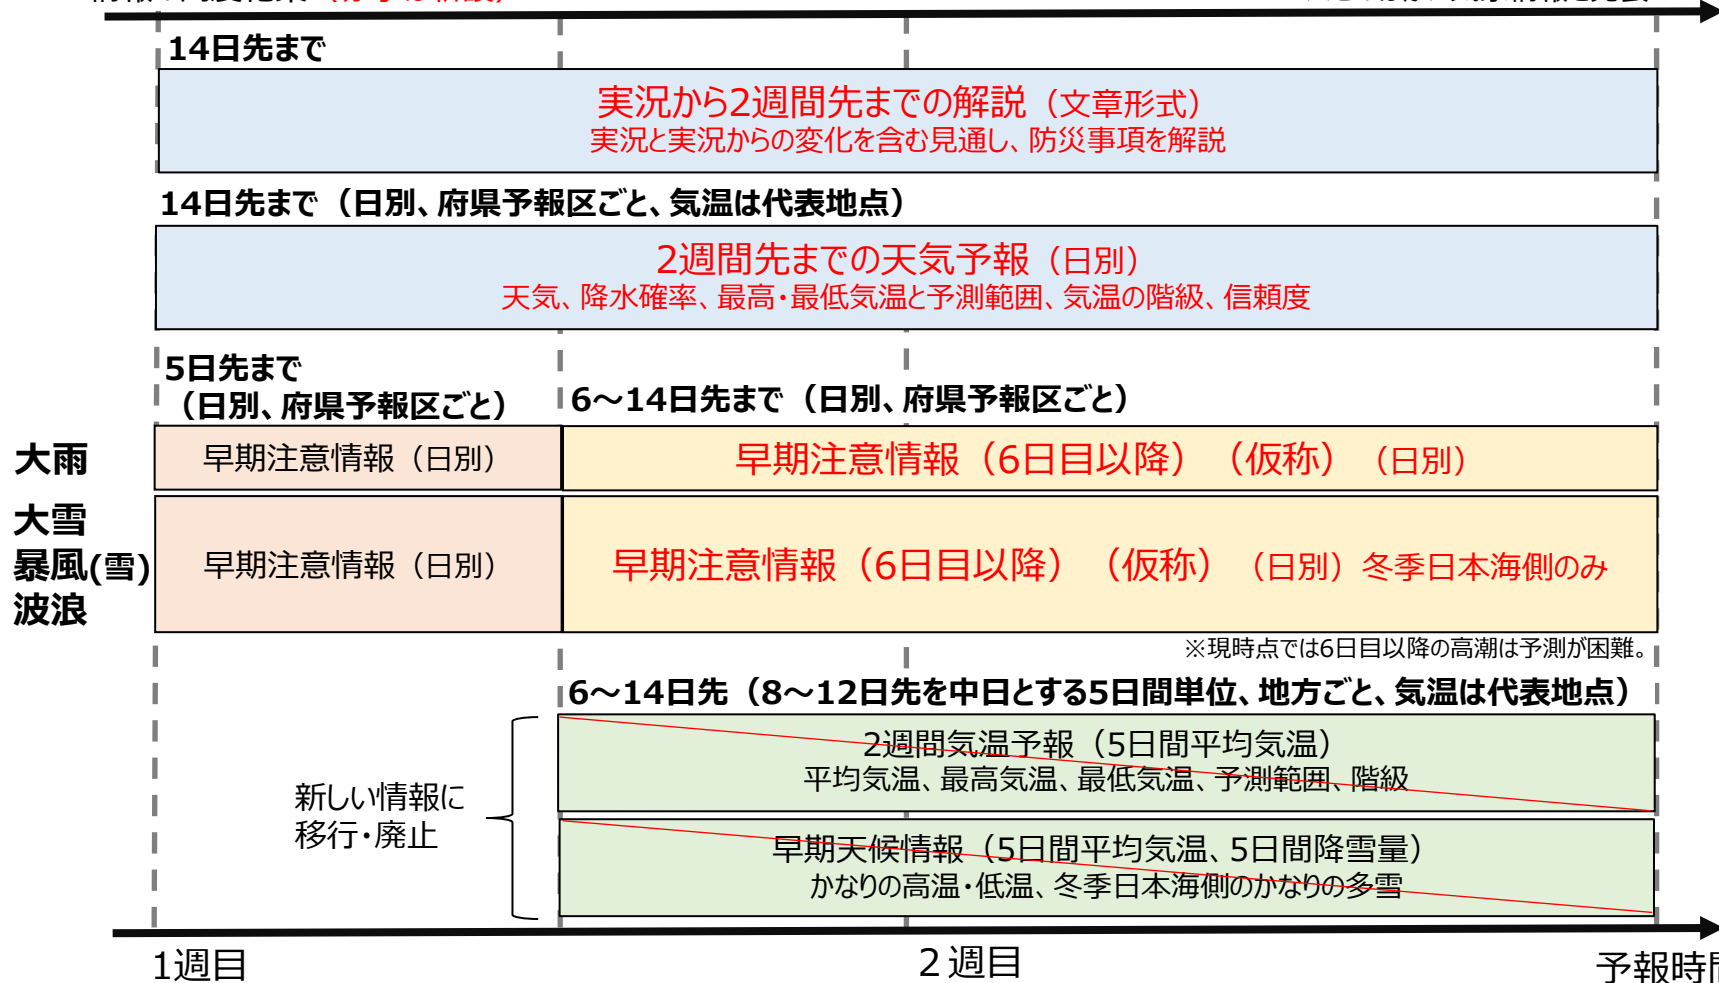 14日先まで
実況から2週間先までの解説（文章形式）
実況と実況からの変化を含む見通し、防災事項を解説
14日先まで（日別、府県予報区ごと、気温は代表地点）
2週間先までの天気予報（日別）
天気、降水確率、最高・最低気温と予測範囲、気温の階級、信頼度
5日先まで
（日別、府県予報区ごと）
6～14日先まで（日別、府県予報区ごと）
大雨
早期注意情報（日別）
早期注意情報（6日目以降）（仮称）（日別）
大雪
暴風(雪)
波浪
早期注意情報（日別）
早期注意情報（6日目以降）（仮称）（日別）冬季日本海側のみ
※現時点では6日目以降の高潮は予測が困難。
6～14日先（8～12日先を中日とする5日間単位、地方ごと、気温は代表地点）
2週間気温予報（5日間平均気温）
平均気温、最高気温、最低気温、予測範囲、階級
新しい情報に
移行・廃止
早期天候情報（5日間平均気温、5日間降雪量）
かなりの高温・低温、冬季日本海側のかなりの多雪
1週目
２週目
予報時間